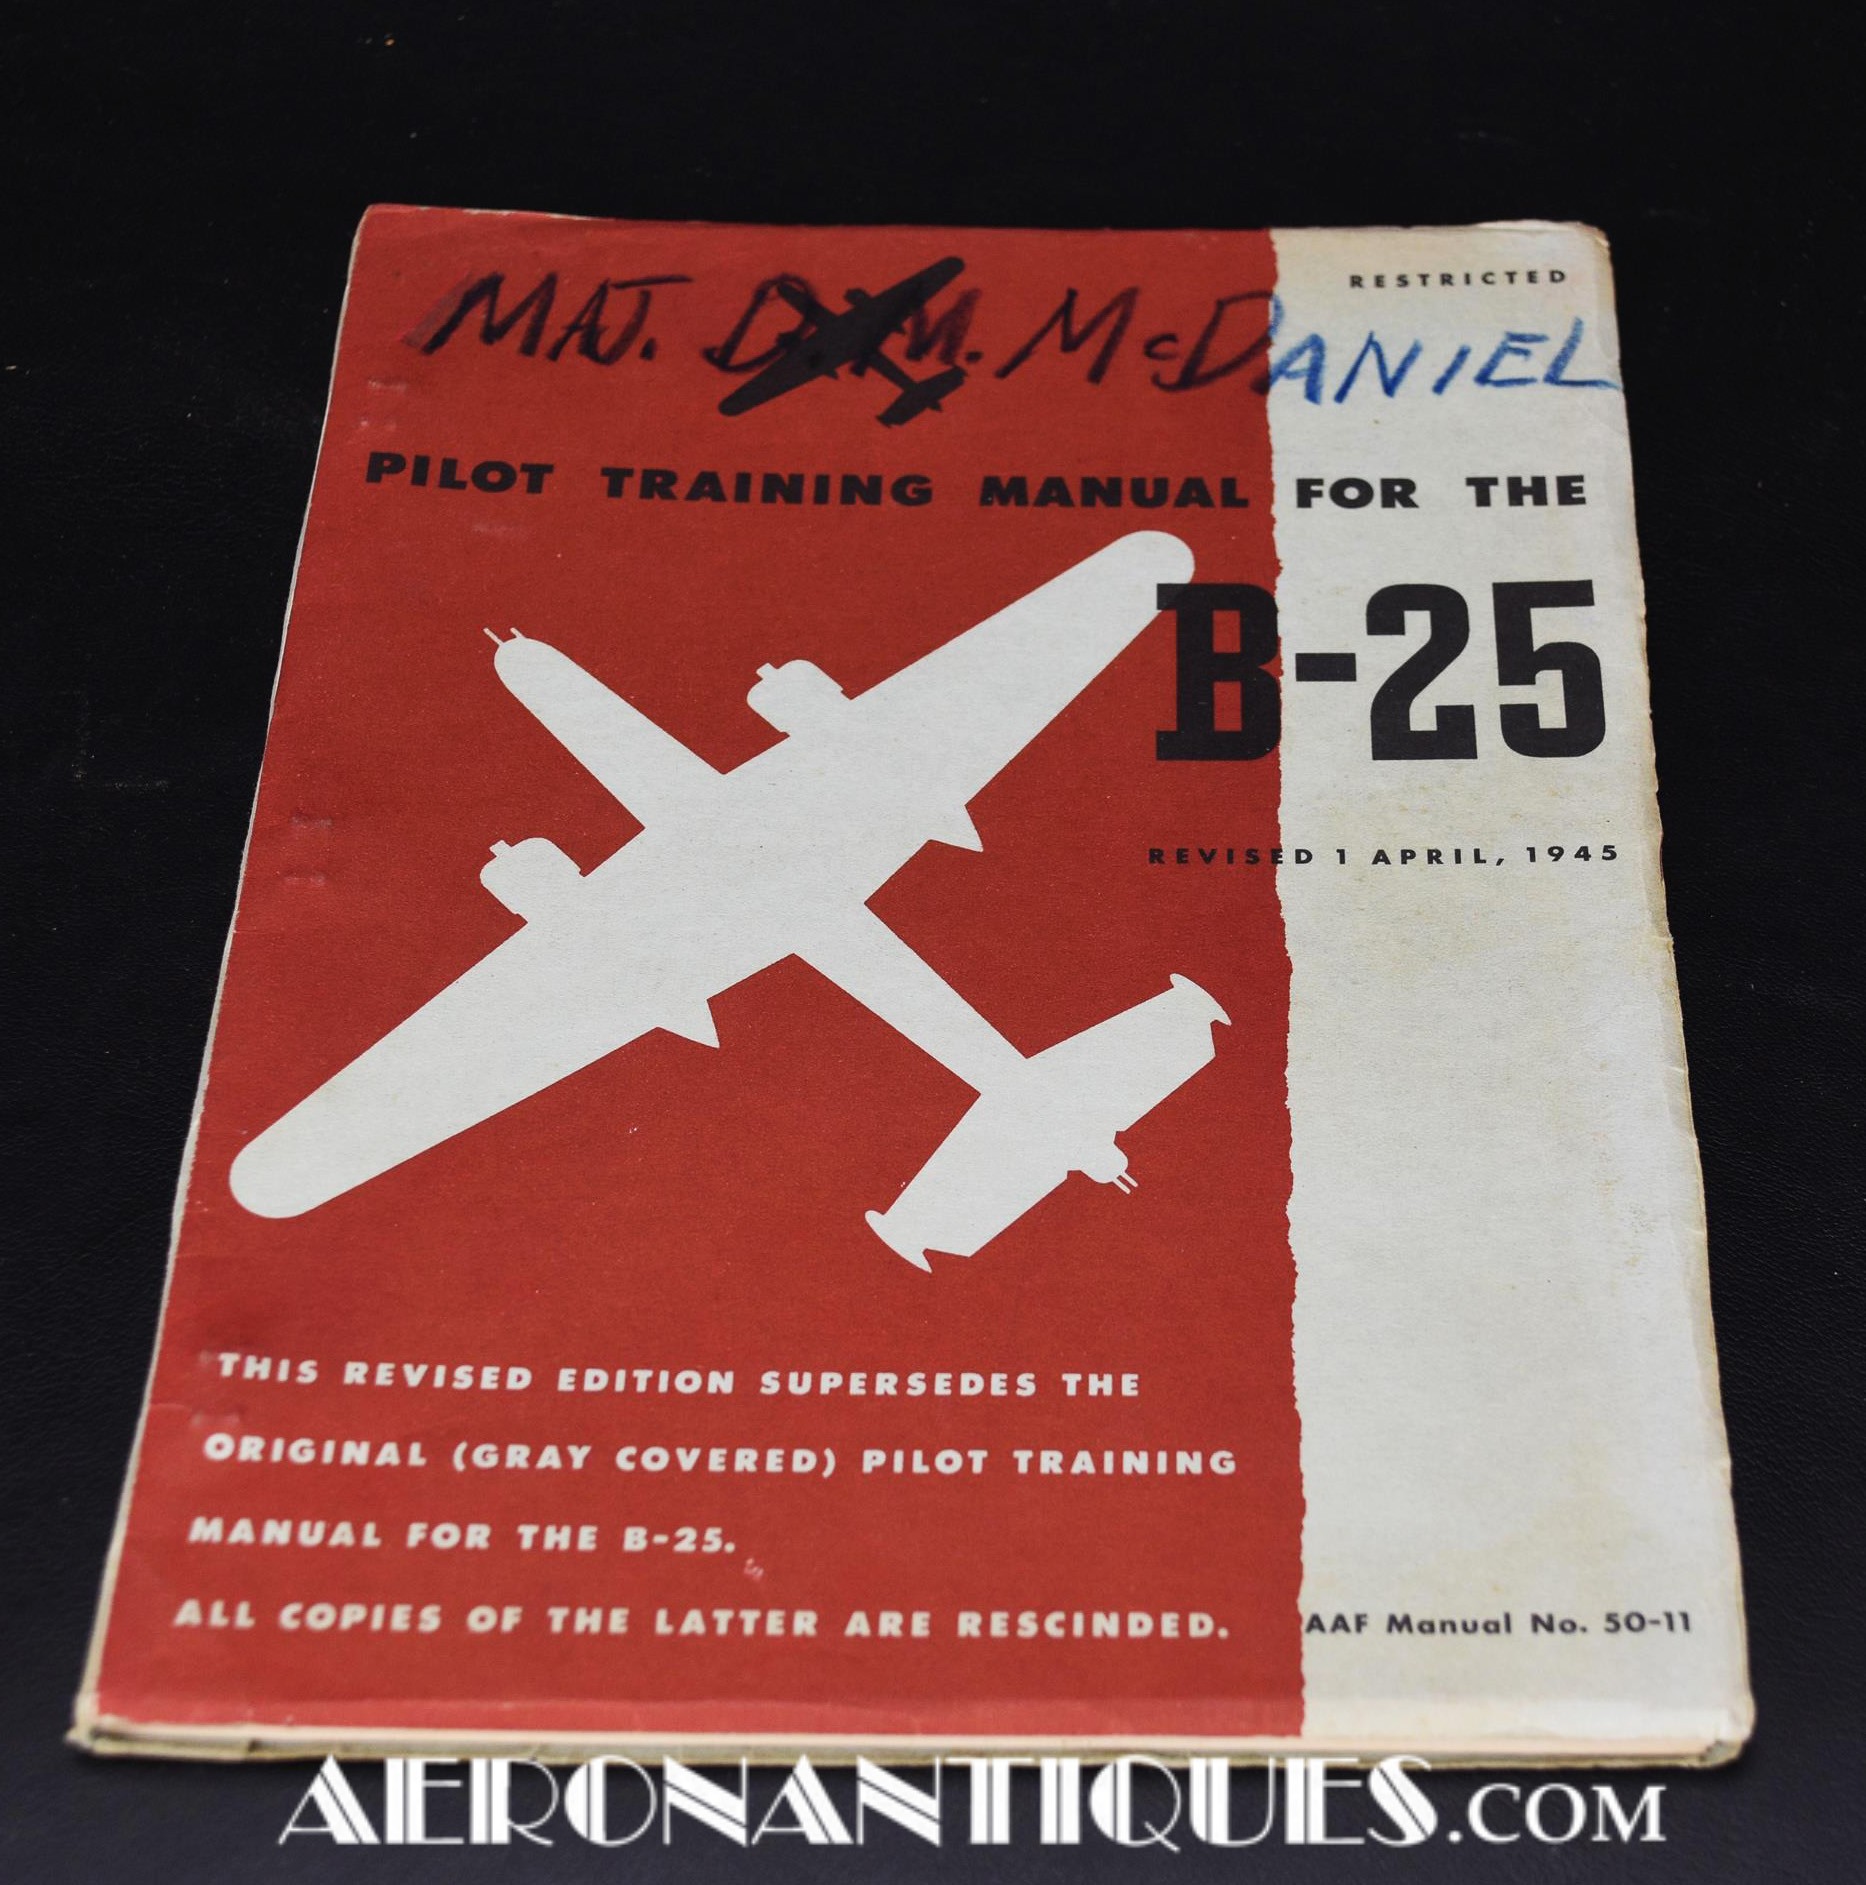 RESTRICTED
MAJ. D.M. McDANIEL
PILOT TRAINING MANUAL FOR THE
B-25
REVISED 1 APRIL, 1945
THIS REVISED EDITION SUPERSEDES THE
ORIGINAL (GRAY COVERED) PILOT TRAINING
MANUAL FOR THE B-25.
ALL COPIES OF THE LATTER ARE RESCINDED.
AAF Manual No. 50-11
AERONANTIQUES.COM